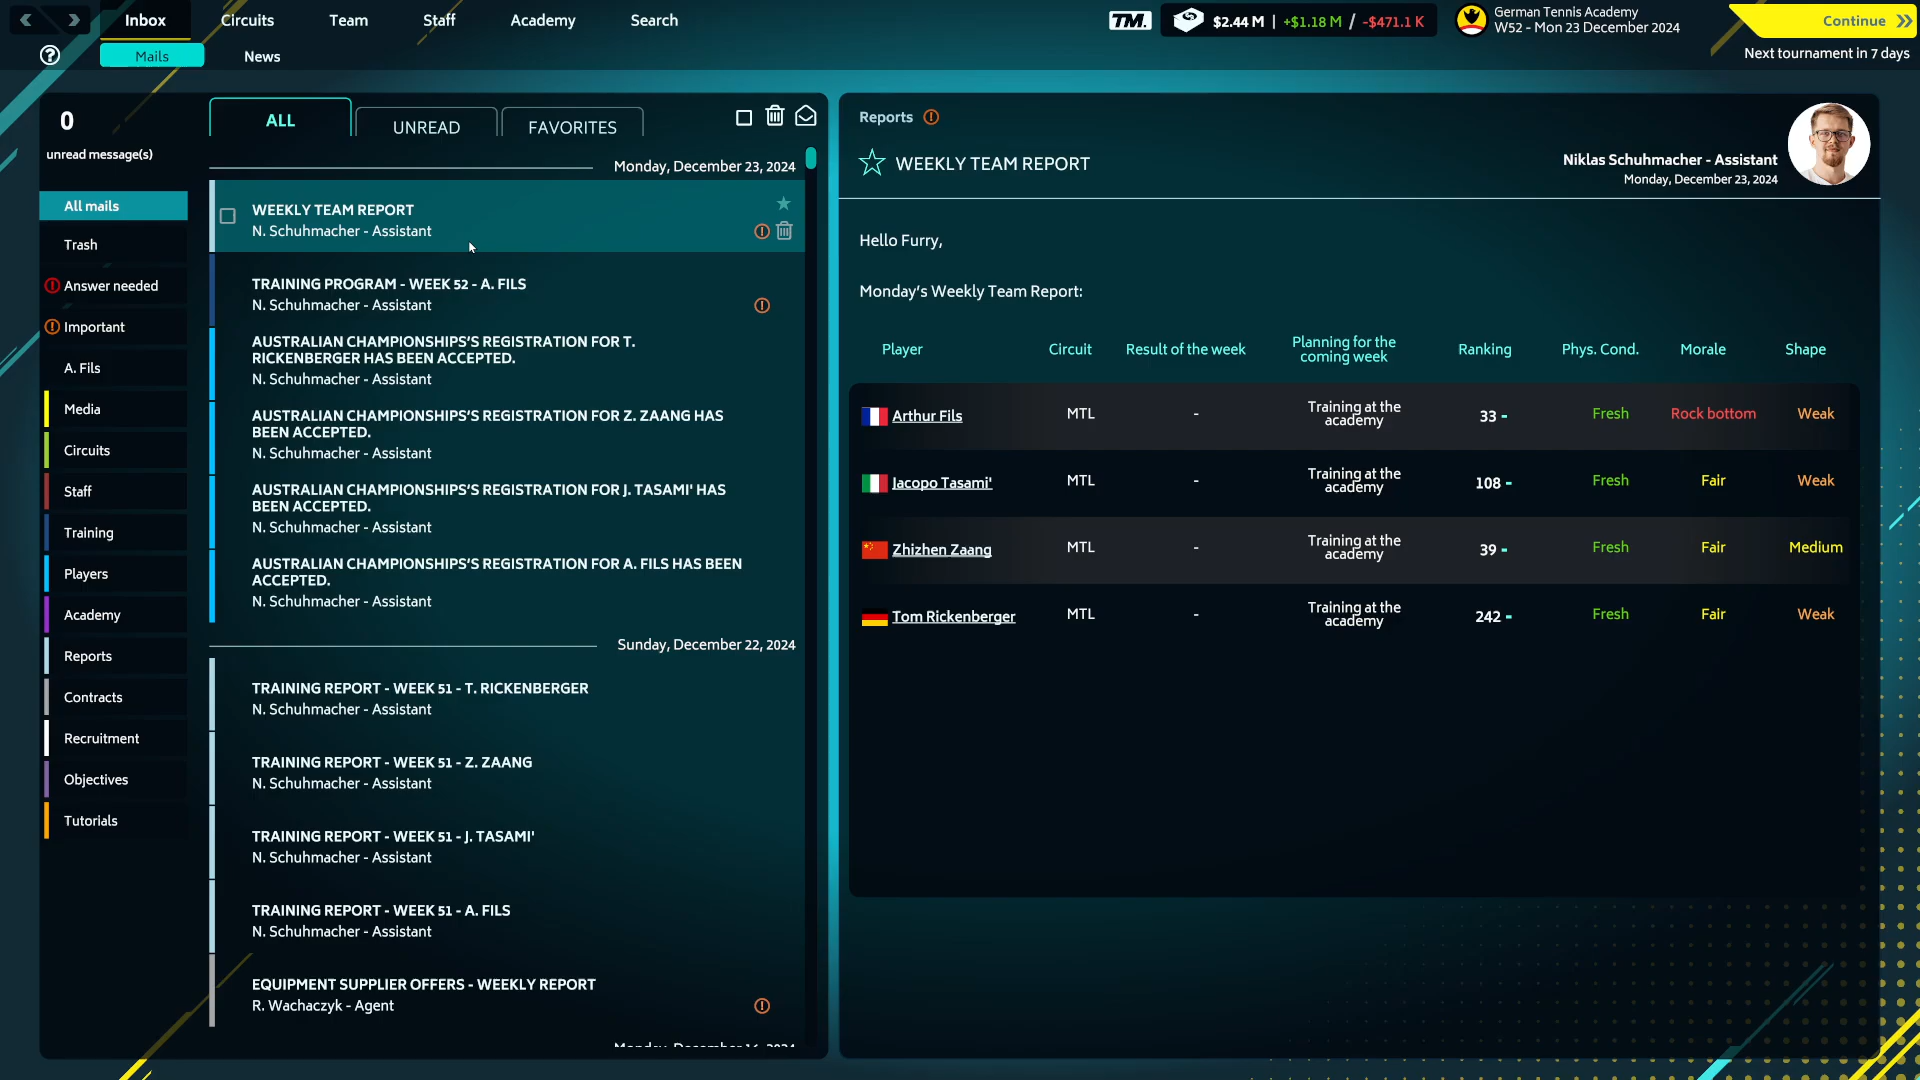 Inbox
Circuits
Team
Staff
Academy
Search
TM.
$2.44 M | +$1.18 M / -$471.1 K
German Tennis Academy
W52 - Mon 23 December 2024
Continue
Next tournament in 7 days
Mails
News
0
unread message(s)
All mails
Trash
Answer needed
Important
A. Fils
Media
Circuits
Staff
Training
Players
Academy
Reports
Contracts
Recruitment
Objectives
Tutorials
ALL
UNREAD
FAVORITES
Monday, December 23, 2024
WEEKLY TEAM REPORT
N. Schuhmacher - Assistant
TRAINING PROGRAM - WEEK 52 - A. FILS
N. Schuhmacher - Assistant
AUSTRALIAN CHAMPIONSHIPS'S REGISTRATION FOR T.
RICKENBERGER HAS BEEN ACCEPTED.
N. Schuhmacher - Assistant
AUSTRALIAN CHAMPIONSHIPS'S REGISTRATION FOR Z. ZAANG HAS
BEEN ACCEPTED.
N. Schuhmacher - Assistant
AUSTRALIAN CHAMPIONSHIPS'S REGISTRATION FOR J. TASAMI' HAS
BEEN ACCEPTED.
N. Schuhmacher - Assistant
AUSTRALIAN CHAMPIONSHIPS'S REGISTRATION FOR A. FILS HAS BEEN
ACCEPTED.
N. Schuhmacher - Assistant
Sunday, December 22, 2024
TRAINING REPORT - WEEK 51 - T. RICKENBERGER
N. Schuhmacher - Assistant
TRAINING REPORT - WEEK 51 - Z. ZAANG
N. Schuhmacher - Assistant
TRAINING REPORT - WEEK 51 - J. TASAMI'
N. Schuhmacher - Assistant
TRAINING REPORT - WEEK 51 - A. FILS
N. Schuhmacher - Assistant
EQUIPMENT SUPPLIER OFFERS - WEEKLY REPORT
R. Wachaczyk - Agent
Monday, December 16, 2024
Reports
WEEKLY TEAM REPORT
Niklas Schuhmacher - Assistant
Monday, December 23, 2024
Hello Furry,
Monday's Weekly Team Report:
Player
Circuit
Result of the week
Planning for the
coming week
Ranking
Phys. Cond.
Morale
Shape
Arthur Fils
MTL
-
Training at the
academy
33 -
Fresh
Rock bottom
Weak
Iacopo Tasami'
MTL
-
Training at the
academy
108 -
Fresh
Fair
Weak
Zhizhen Zaang
MTL
-
Training at the
academy
39 -
Fresh
Fair
Medium
Tom Rickenberger
MTL
-
Training at the
academy
242 -
Fresh
Fair
Weak